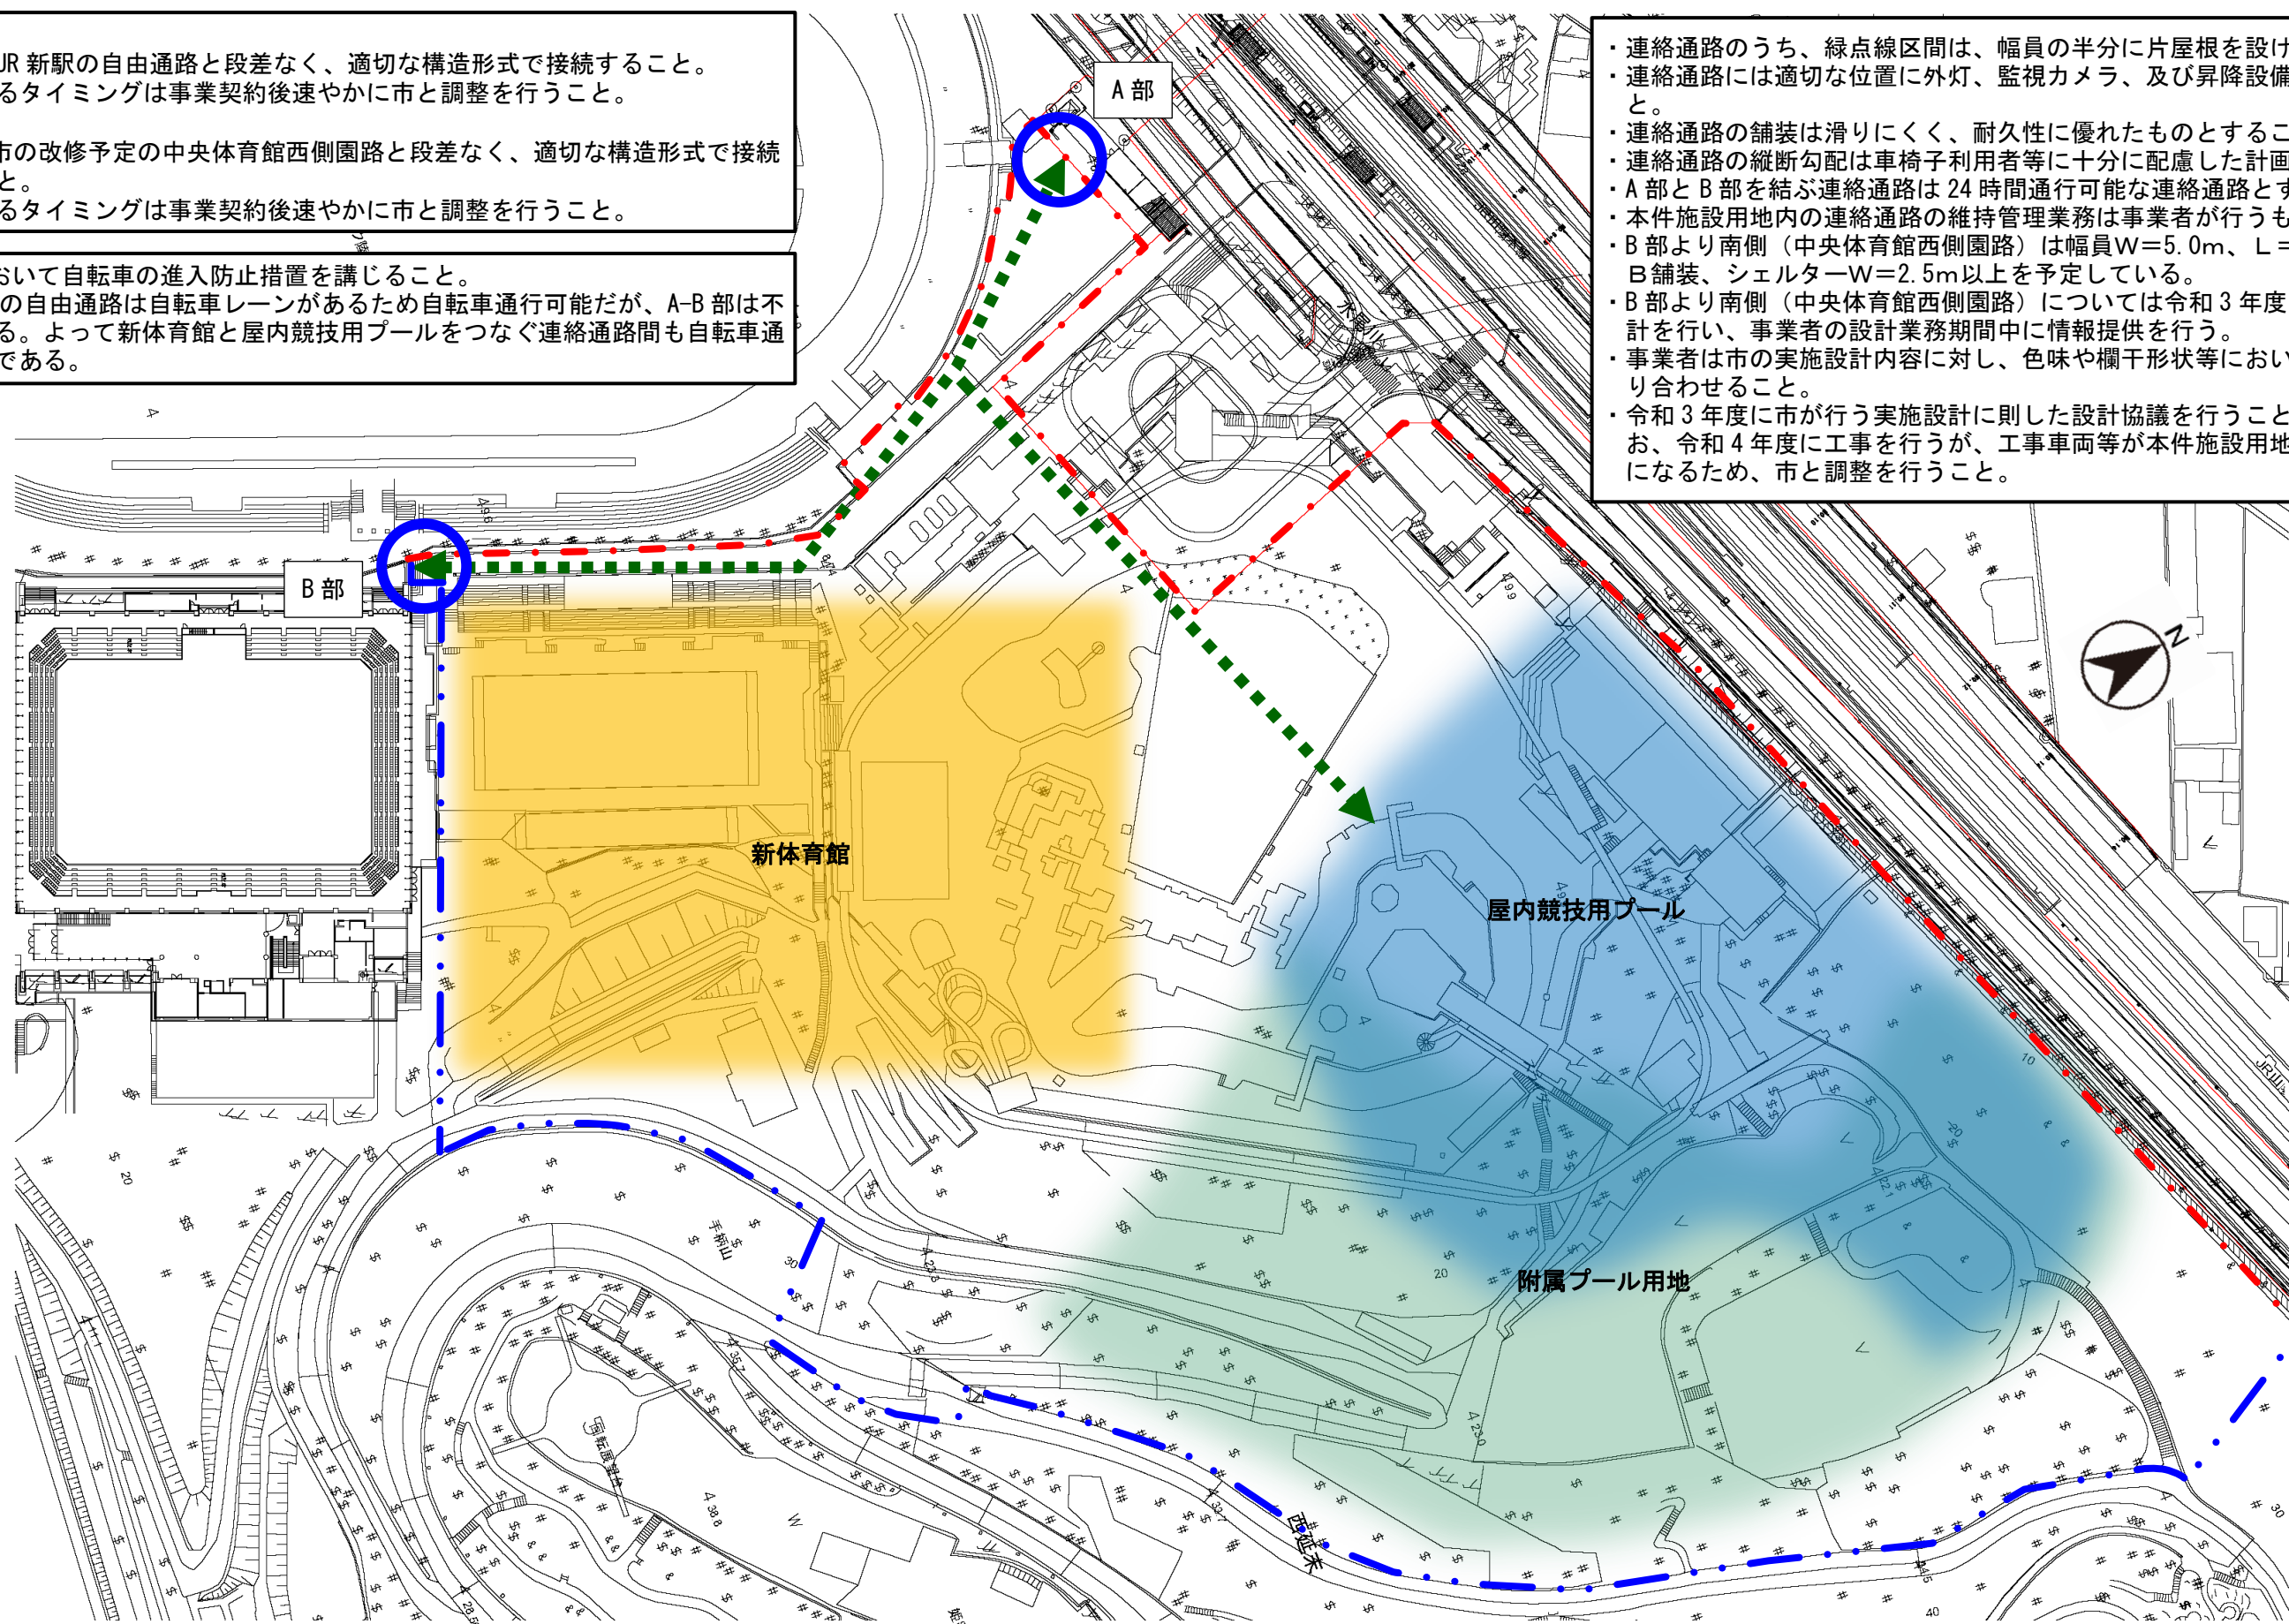 JR 新駅の自由通路と段差なく、適切な構造形式で接続すること。
るタイミングは事業契約後速やかに市と調整を行うこと。
市の改修予定の中央体育館西側園路と段差なく、適切な構造形式で接続
と。
るタイミングは事業契約後速やかに市と調整を行うこと。
おいて自転車の進入防止措置を講じること。
の自由通路は自転車レーンがあるため自転車通行可能だが、A-B 部は不
る。よって新体育館と屋内競技用プールをつなぐ連絡通路間も自転車通
である。
・連絡通路のうち、緑点線区間は、幅員の半分に片屋根を設け
・連絡通路には適切な位置に外灯、監視カメラ、及び昇降設備
と。
・連絡通路の舗装は滑りにくく、耐久性に優れたものとするこ
・連絡通路の縦断勾配は車椅子利用者等に十分に配慮した計画
・A 部と B 部を結ぶ連絡通路は 24 時間通行可能な連絡通路とす
・本件施設用地内の連絡通路の維持管理業務は事業者が行うも
・B 部より南側（中央体育館西側園路）は幅員W＝5.0m、L＝
B舗装、シェルターW＝2.5m以上を予定している。
・B 部より南側（中央体育館西側園路）については令和 3 年度
計を行い、事業者の設計業務期間中に情報提供を行う。
・事業者は市の実施設計内容に対し、色味や欄干形状等におい
り合わせること。
・令和 3 年度に市が行う実施設計に則した設計協議を行うこと
お、令和 4 年度に工事を行うが、工事車両等が本件施設用地
になるため、市と調整を行うこと。
A 部
水尾川
B 部
N
新体育館
屋内競技用プール
附属プール用地
手柄山
回転展望台
西延末
20
30
20
10
30
40